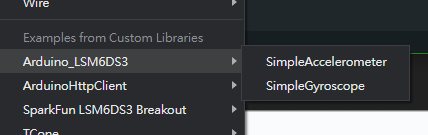 Wire
Examples from Custom Libraries
Arduino_LSM6DS3
SimpleAccelerometer
ArduinoHttpClient
SimpleGyroscope
SparkFun LSM6DS3 Breakout
TCone